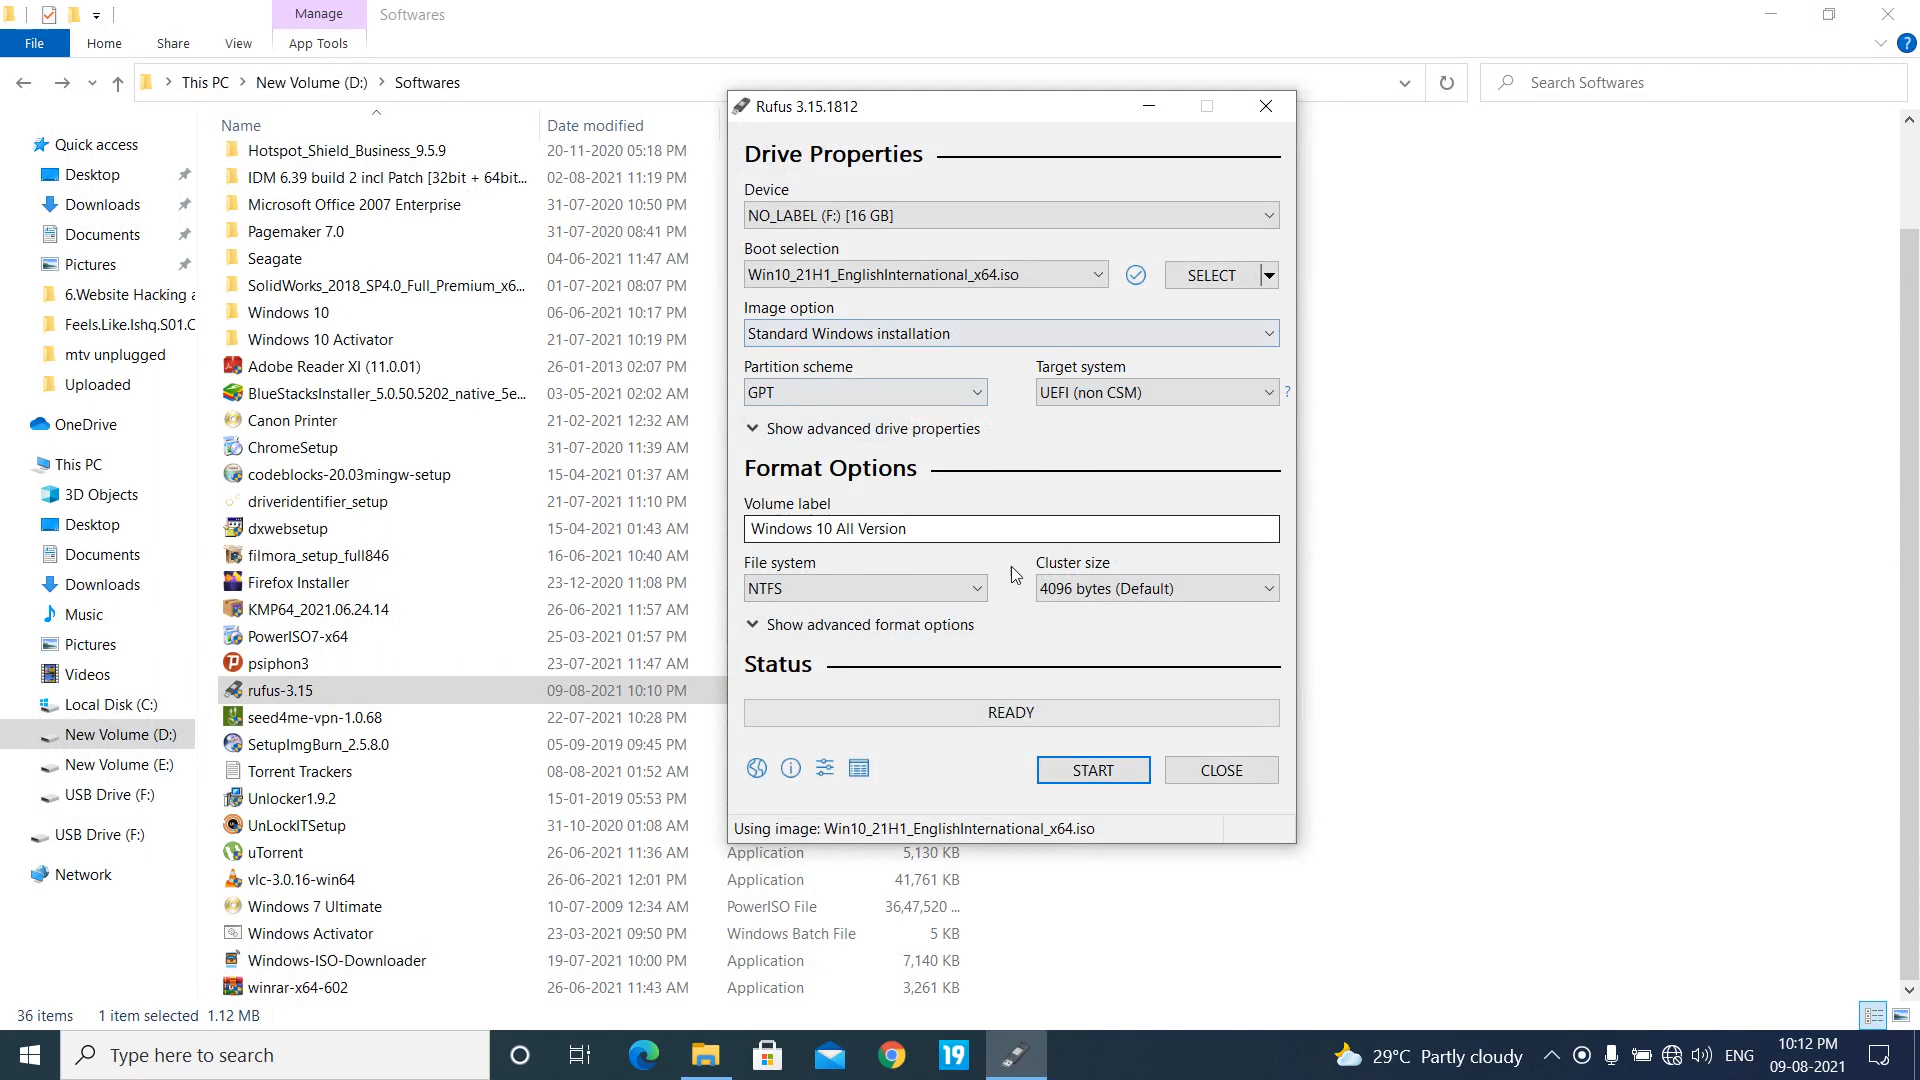 Manage
Softwares
File
Home
Share
View
App Tools
This PC
New Volume (D:)
Softwares
Search Softwares
Name
Date modified
Quick access
Desktop
Downloads
Documents
Pictures
6.Website Hacking a
Feels.Like.Ishq.S01.C
mtv unplugged
Uploaded
OneDrive
This PC
3D Objects
Desktop
Documents
Downloads
Music
Pictures
Videos
Local Disk (C:)
New Volume (D:)
New Volume (E:)
USB Drive (F:)
USB Drive (F:)
Network
Hotspot_Shield_Business_9.5.9 20-11-2020 05:18 PM
IDM 6.39 build 2 incl Patch [32bit + 64bit... 02-08-2021 11:19 PM
Microsoft Office 2007 Enterprise 31-07-2020 10:50 PM
Pagemaker 7.0 31-07-2020 08:41 PM
Seagate 04-06-2021 11:47 AM
SolidWorks_2018_SP4.0_Full_Premium_x6... 01-07-2021 08:07 PM
Windows 10 06-06-2021 10:17 PM
Windows 10 Activator 21-07-2021 10:19 PM
Adobe Reader XI (11.0.01) 26-01-2013 02:07 PM
BlueStacksInstaller_5.0.50.5202_native_5e... 03-05-2021 02:02 AM
Canon Printer 21-02-2021 12:32 AM
ChromeSetup 31-07-2020 11:39 AM
codeblocks-20.03mingw-setup 15-04-2021 01:37 AM
driveridentifier_setup 21-07-2021 11:10 PM
dxwebsetup 15-04-2021 01:43 AM
filmora_setup_full846 16-06-2021 10:40 AM
Firefox Installer 23-12-2020 11:08 PM
KMP64_2021.06.24.14 26-06-2021 11:57 AM
PowerISO7-x64 25-03-2021 01:57 PM
psiphon3 23-07-2021 11:47 AM
rufus-3.15 09-08-2021 10:10 PM
seed4me-vpn-1.0.68 22-07-2021 10:28 PM
SetupImgBurn_2.5.8.0 05-09-2019 09:45 PM
Torrent Trackers 08-08-2021 01:52 AM
Unlocker1.9.2 15-01-2019 05:53 PM
UnLockITSetup 31-10-2020 01:08 AM
uTorrent 26-06-2021 11:36 AM Application 5,130 KB
vlc-3.0.16-win64 26-06-2021 12:01 PM Application 41,761 KB
Windows 7 Ultimate 10-07-2009 12:34 AM PowerISO File 36,47,520 ...
Windows Activator 23-03-2021 09:50 PM Windows Batch File 5 KB
Windows-ISO-Downloader 19-07-2021 10:00 PM Application 7,140 KB
winrar-x64-602 26-06-2021 11:43 AM Application 3,261 KB
Rufus 3.15.1812
Drive Properties
Device
NO_LABEL (F:) [16 GB]
Boot selection
Win10_21H1_EnglishInternational_x64.iso
SELECT
Image option
Standard Windows installation
Partition scheme
Target system
GPT
UEFI (non CSM)
?
Show advanced drive properties
Format Options
Volume label
Windows 10 All Version
File system
Cluster size
NTFS
4096 bytes (Default)
Show advanced format options
Status
READY
START
CLOSE
Using image: Win10_21H1_EnglishInternational_x64.iso
36 items
1 item selected 1.12 MB
Type here to search
19
29°C Partly cloudy
ENG
10:12 PM
09-08-2021